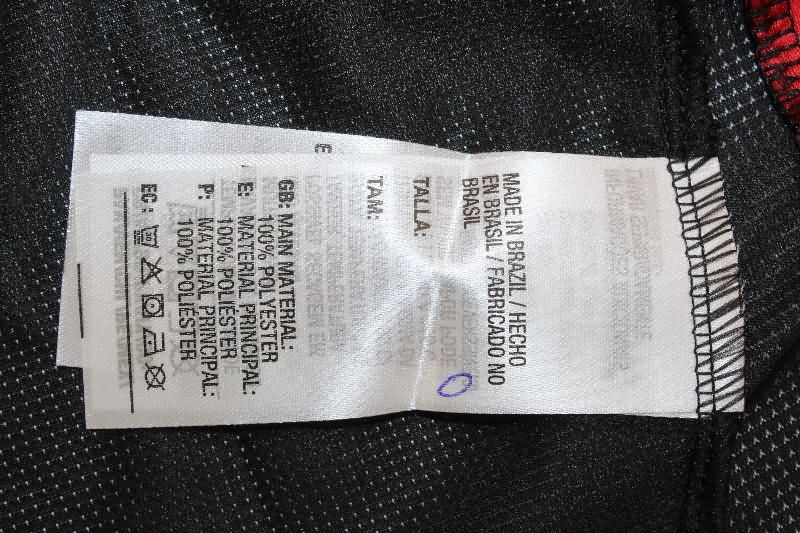 MADE IN BRAZIL / HECHO
EN BRASIL / FABRICADO NO
BRASIL
TALLA:
TAM:
GB: MAIN MATERIAL:
100% POLYESTER
E: MATERIAL PRINCIPAL:
100% POLIÉSTER
P: MATERIAL PRINCIPAL:
100% POLIÉSTER
EC: